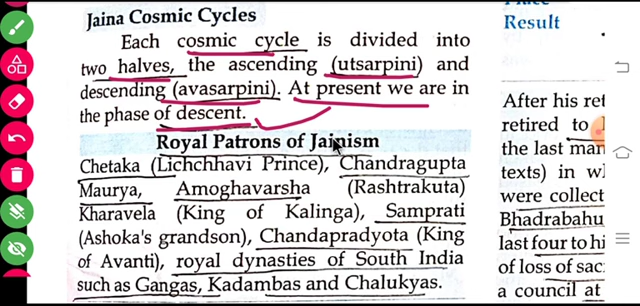 Jaina Cosmic Cycles
Each cosmic cycle is divided into
two halves, the ascending (utsarpini) and
descending (avasarpini). At present we are in
the phase of descent.
Royal Patrons of Jainism
Chetaka (Lichchhavi Prince), Chandragupta
Maurya, Amoghavarsha (Rashtrakuta)
Kharavela (King of Kalinga), Samprati
(Ashoka's grandson), Chandapradyota (King
of Avanti), royal dynasties of South India
such as Gangas, Kadambas and Chalukyas.
Result
After his ret
retired to
the last man
texts) in w
were collect
Bhadrabahu
last four to hi
of loss of sac
a council at